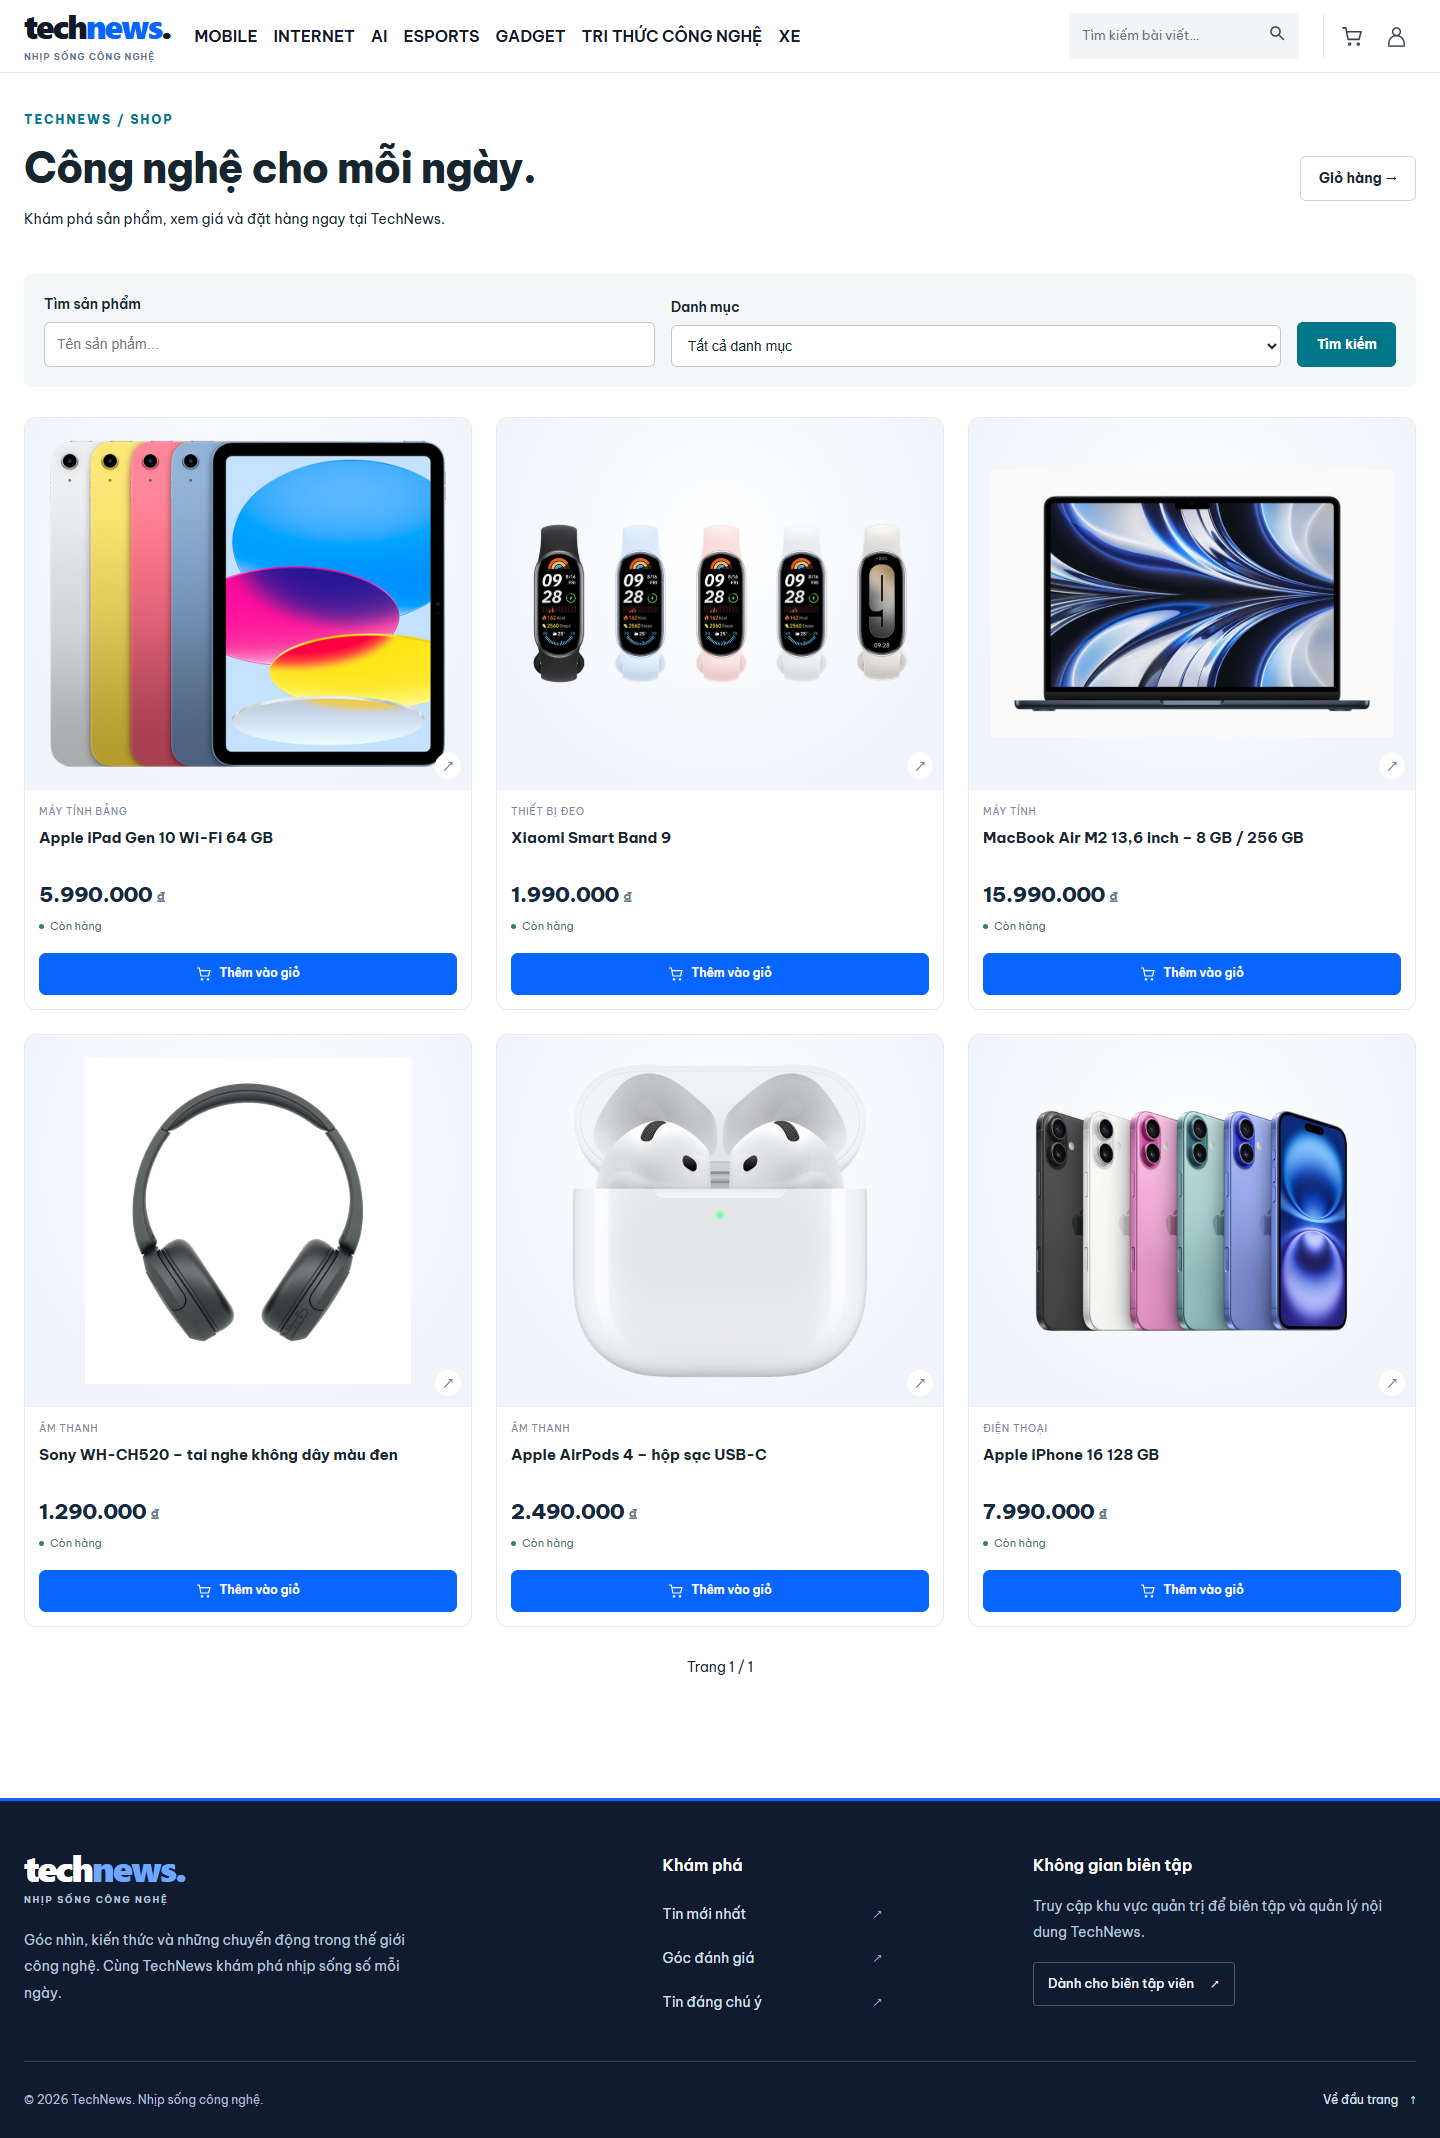 technews.
NHỊP SỐNG CÔNG NGHỆ
MOBILE INTERNET AI ESPORTS GADGET TRI THỨC CÔNG NGHỆ XE
Tìm kiếm bài viết...
TECHNEWS / SHOP
Công nghệ cho mỗi ngày.
Khám phá sản phẩm, xem giá và đặt hàng ngay tại TechNews.
Giỏ hàng →
Tìm sản phẩm
Tên sản phẩm...
Danh mục
Tất cả danh mục
Tìm kiếm
MÁY TÍNH BẢNG
Apple iPad Gen 10 Wi-Fi 64 GB
5.990.000 ₫
Còn hàng
Thêm vào giỏ
THIẾT BỊ ĐEO
Xiaomi Smart Band 9
1.990.000 ₫
Còn hàng
Thêm vào giỏ
MÁY TÍNH
MacBook Air M2 13,6 inch – 8 GB / 256 GB
15.990.000 ₫
Còn hàng
Thêm vào giỏ
ÂM THANH
Sony WH-CH520 – tai nghe không dây màu đen
1.290.000 ₫
Còn hàng
Thêm vào giỏ
ÂM THANH
Apple AirPods 4 – hộp sạc USB-C
2.490.000 ₫
Còn hàng
Thêm vào giỏ
ĐIỆN THOẠI
Apple iPhone 16 128 GB
7.990.000 ₫
Còn hàng
Thêm vào giỏ
Trang 1 / 1
technews.
NHỊP SỐNG CÔNG NGHỆ
Góc nhìn, kiến thức và những chuyển động trong thế giới
công nghệ. Cùng TechNews khám phá nhịp sống số mỗi
ngày.
Khám phá
Tin mới nhất ↗
Góc đánh giá ↗
Tin đáng chú ý ↗
Không gian biên tập
Truy cập khu vực quản trị để biên tập và quản lý nội
dung TechNews.
Dành cho biên tập viên ↗
© 2026 TechNews. Nhịp sống công nghệ.
Về đầu trang ↑